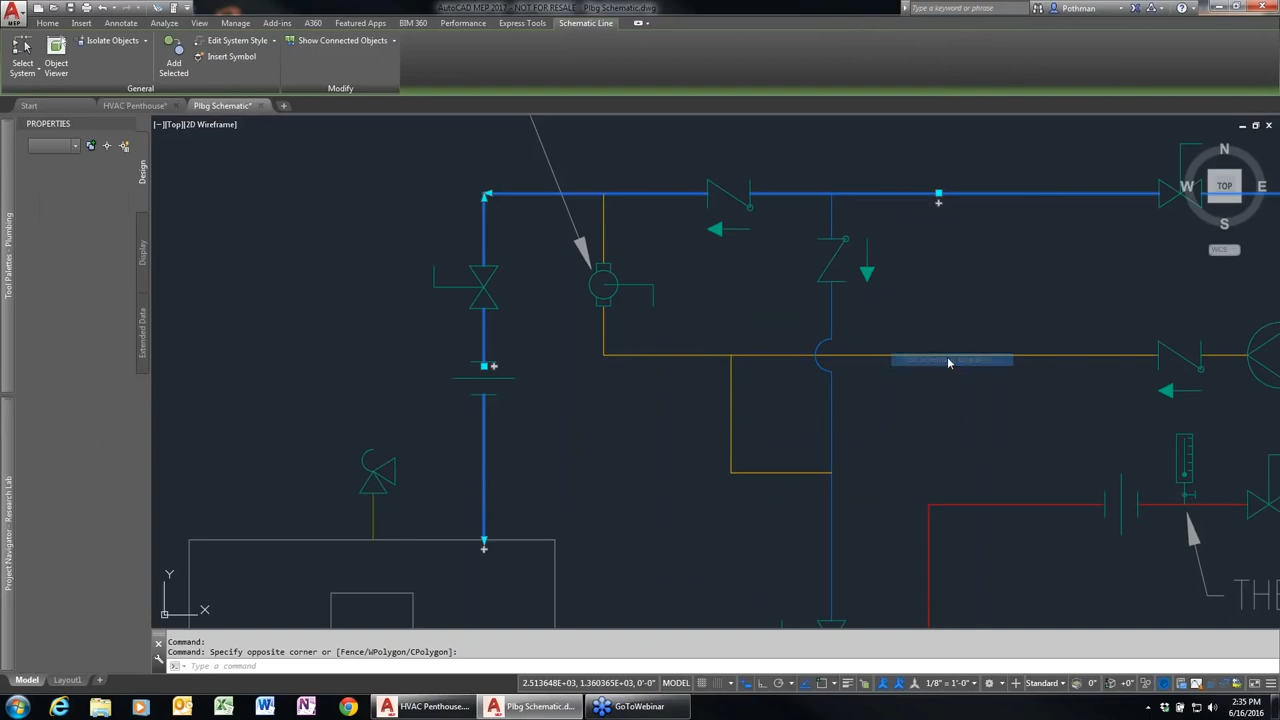 AutoCAD MEP 2017 - NOT FOR RESALE - Plbg Schematic.dwg
Type a keyword or phrase
Pothman
MEP
Home Insert Annotate Analyze View Manage Add-ins A360 Featured Apps BIM 360 Performance Express Tools Schematic Line
Select System
Object Viewer
Isolate Objects
Add Selected
Edit System Style
Insert Symbol
Show Connected Objects
General
Modify
Start HVAC Penthouse* Plbg Schematic*
PROPERTIES
[−][Top][2D Wireframe]
Design
Display
Extended Data
Tool Palettes - Plumbing
Project Navigator - Research Lab
N
W TOP E
S
WCS
THE
Y
X
Command:
Command: Specify opposite corner or [Fence/WPolygon/CPolygon]:
Type a command
Model Layout1
2.513648E+03, 1.360365E+03, 0'-0" MODEL
1/8" = 1'-0"
Standard
0"
+0"
HVAC Penthouse....
Plbg Schematic.d...
GoToWebinar
2:35 PM
6/16/2016